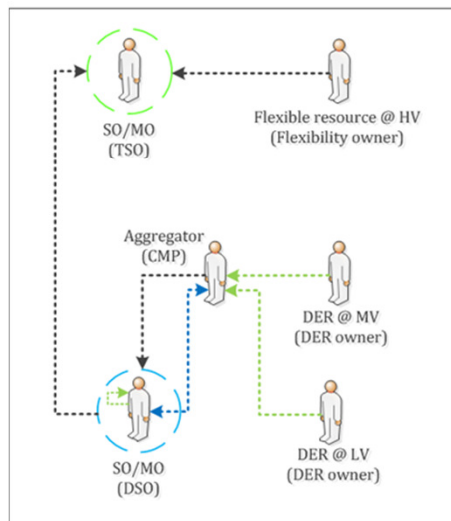 SO/MO
(TSO)
Flexible resource @ HV
(Flexibility owner)
Aggregator
(CMP)
DER @ MV
(DER owner)
SO/MO
(DSO)
DER @ LV
(DER owner)